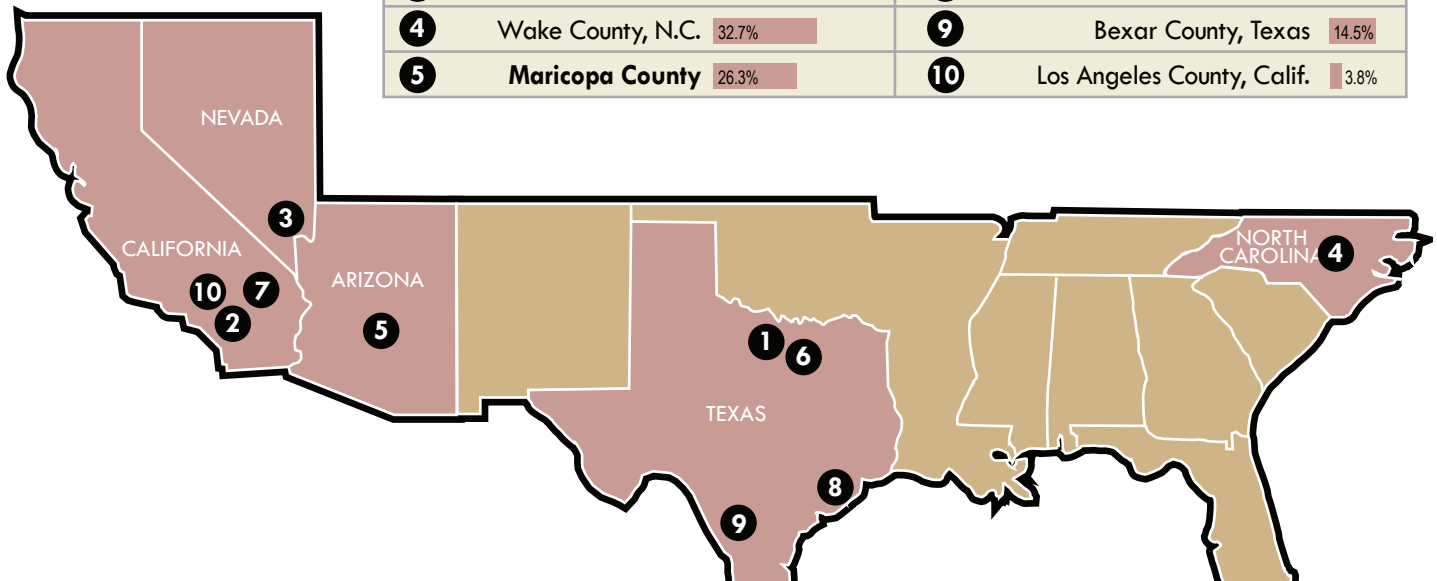 4 Wake County, N.C. 32.7% 9 Bexar County, Texas 14.5%
5 Maricopa County 26.3% 10 Los Angeles County, Calif. 3.8%
NEVADA
3
CALIFORNIA
NORTH
CAROLINA 4
ARIZONA
10 7
2
5
1
6
TEXAS
8
9